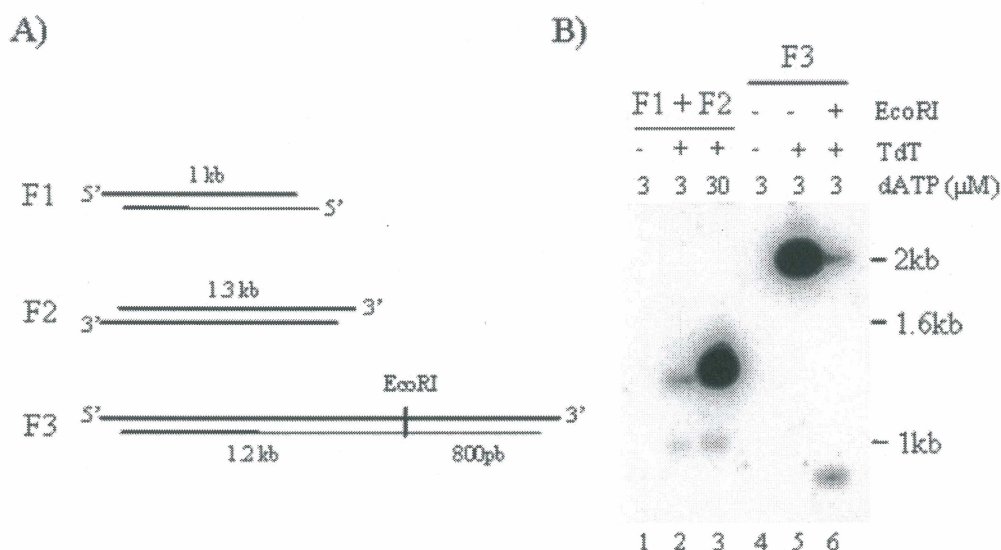 A)
1 kb
F1 5' 5'
1.3 kb
F2 3' 3'
EcoRI
F3 5' 3'
1.2 kb 800pb
B)
F3
F1 + F2 - - + EcoRI
- + + - + + TdT
3 3 30 3 3 3 dATP (µM)
2kb
1.6kb
1kb
1 2 3 4 5 6